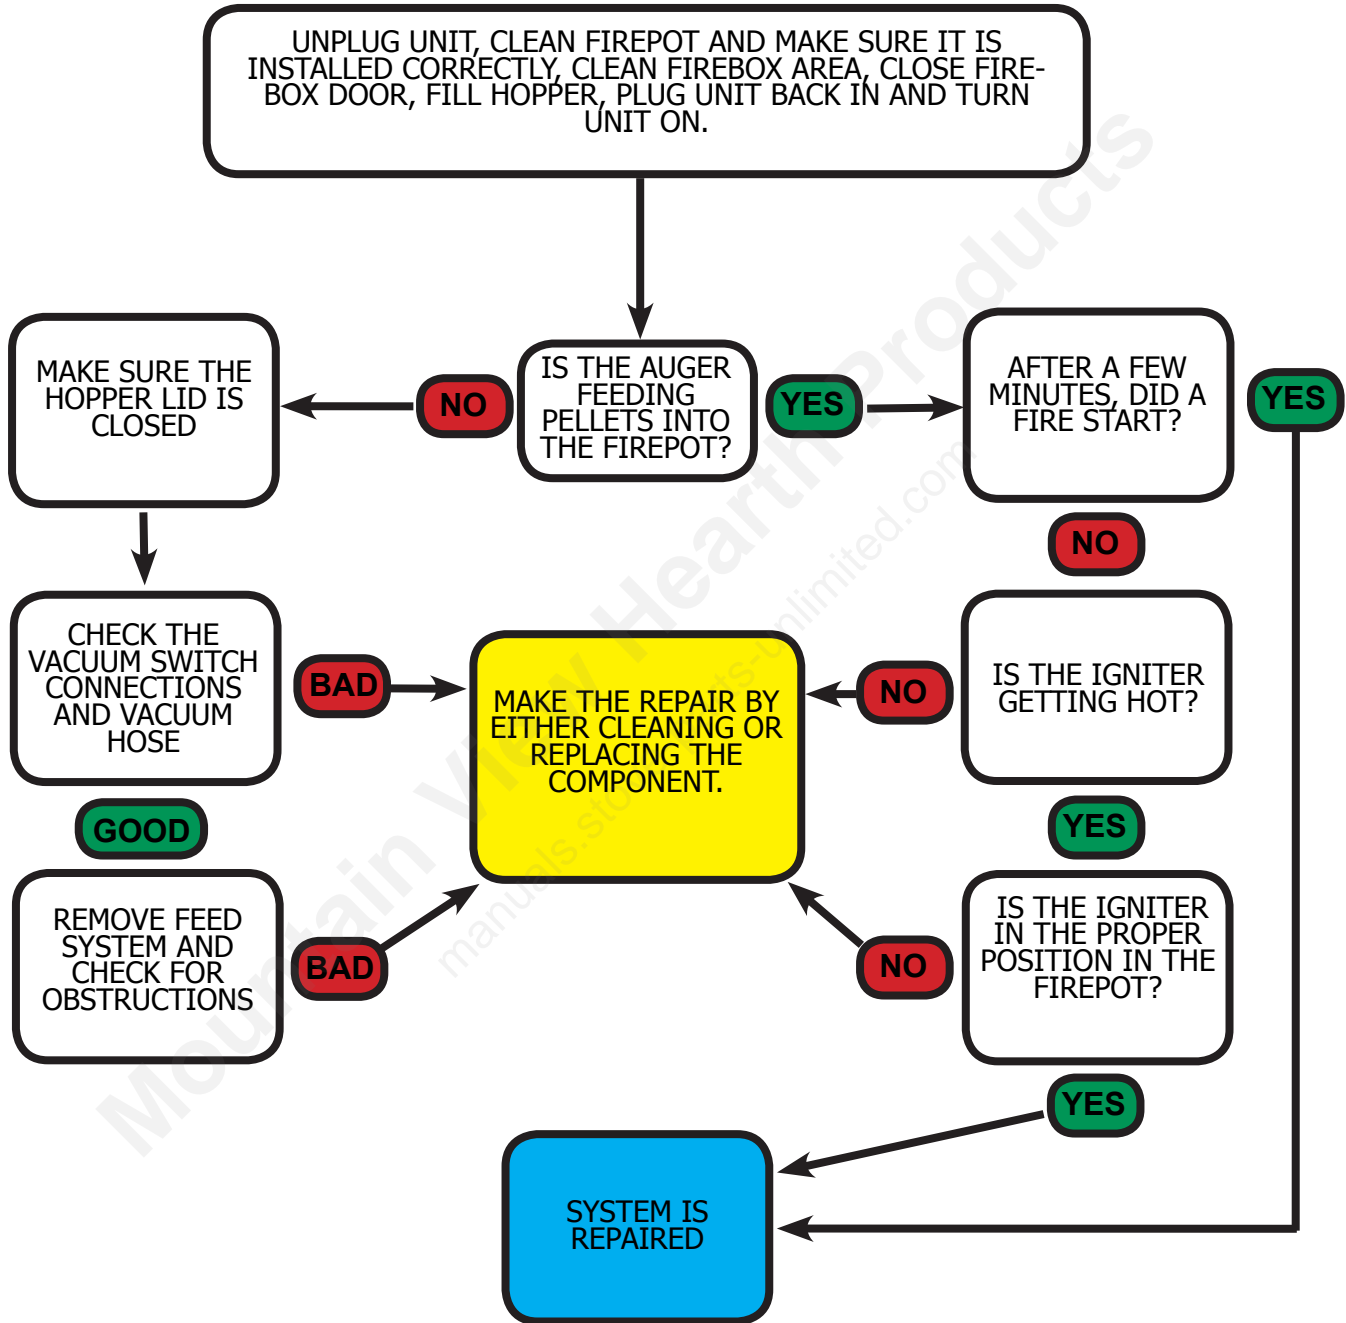 UNPLUG UNIT, CLEAN FIREPOT AND MAKE SURE IT IS
INSTALLED CORRECTLY, CLEAN FIREBOX AREA, CLOSE FIRE-
BOX DOOR, FILL HOPPER, PLUG UNIT BACK IN AND TURN
UNIT ON.
MAKE SURE THE
HOPPER LID IS
CLOSED
NO
IS THE AUGER
FEEDING
PELLETS INTO
THE FIREPOT?
YES
AFTER A FEW
MINUTES, DID A
FIRE START?
YES
NO
CHECK THE
VACUUM SWITCH
CONNECTIONS
AND VACUUM
HOSE
BAD
MAKE THE REPAIR BY
EITHER CLEANING OR
REPLACING THE
COMPONENT.
NO
IS THE IGNITER
GETTING HOT?
GOOD
YES
REMOVE FEED
SYSTEM AND
CHECK FOR
OBSTRUCTIONS
BAD
NO
IS THE IGNITER
IN THE PROPER
POSITION IN THE
FIREPOT?
YES
SYSTEM IS
REPAIRED
Mountain View Hearth Products